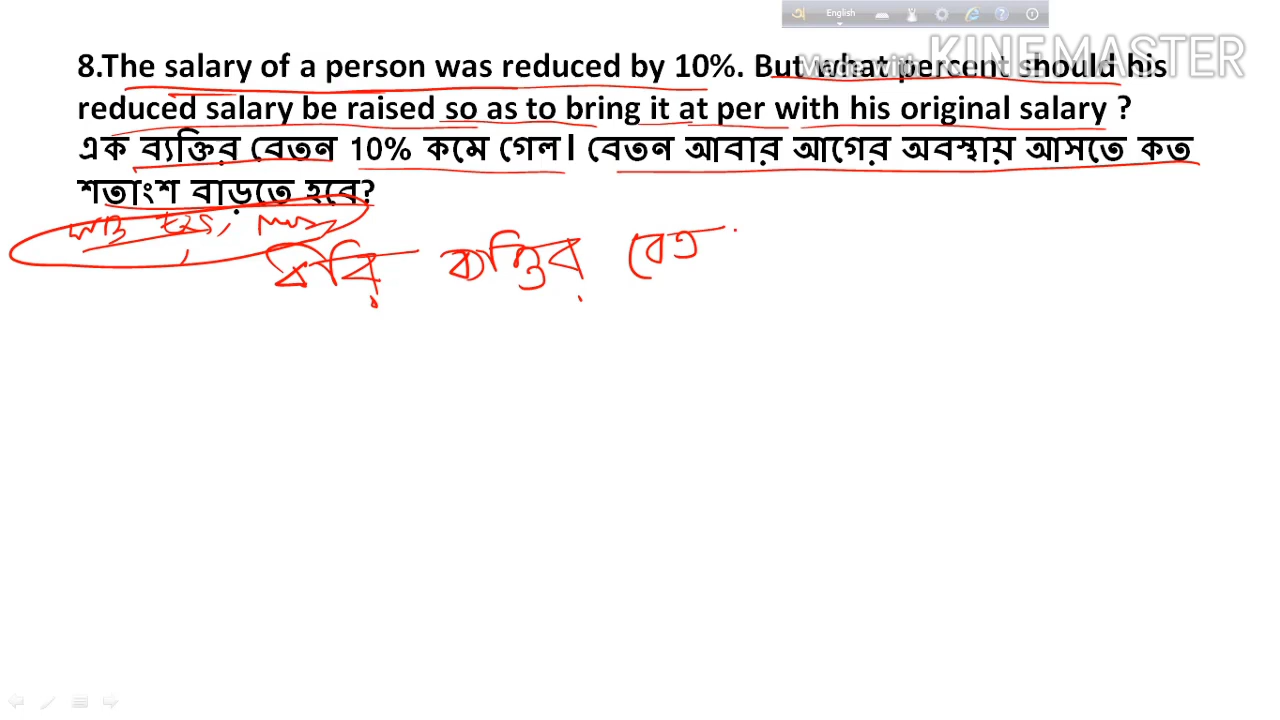 English
Made with KINEMASTER
8.The salary of a person was reduced by 10%. But what percent should his
reduced salary be raised so as to bring it at per with his original salary ?
এক ব্যক্তির বেতন 10% কমে গেল। বেতন আবার আগের অবস্থায় আসতে কত
শতাংশ বাড়তে হবে?
ধরি ব্যক্তির বেত